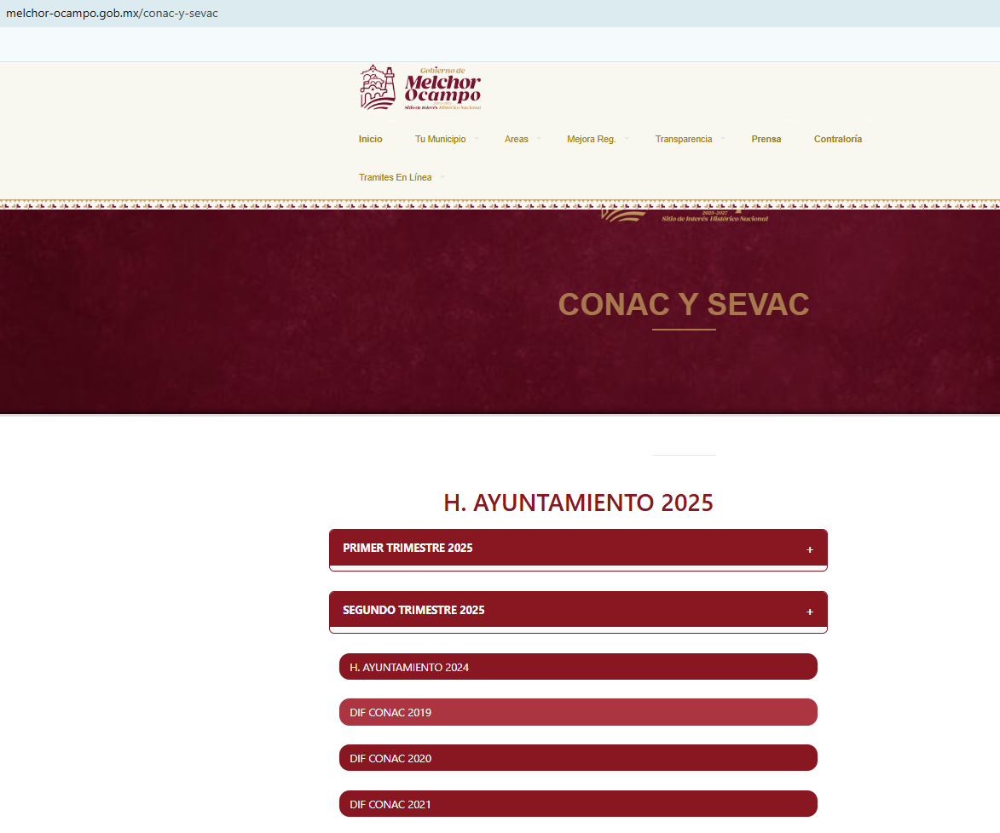 melchor-ocampo.gob.mx/conac-y-sevac
Gobierno de
Melchor
Ocampo
2025-2027
Sitio de Interés Histórico Nacional
Inicio
Tu Municipio
Areas
Mejora Reg.
Transparencia
Prensa
Contraloría
Tramites En Línea
2025-2027
Sitio de Interés Histórico Nacional
CONAC Y SEVAC
H. AYUNTAMIENTO 2025
PRIMER TRIMESTRE 2025 +
SEGUNDO TRIMESTRE 2025 +
H. AYUNTAMIENTO 2024
DIF CONAC 2019
DIF CONAC 2020
DIF CONAC 2021